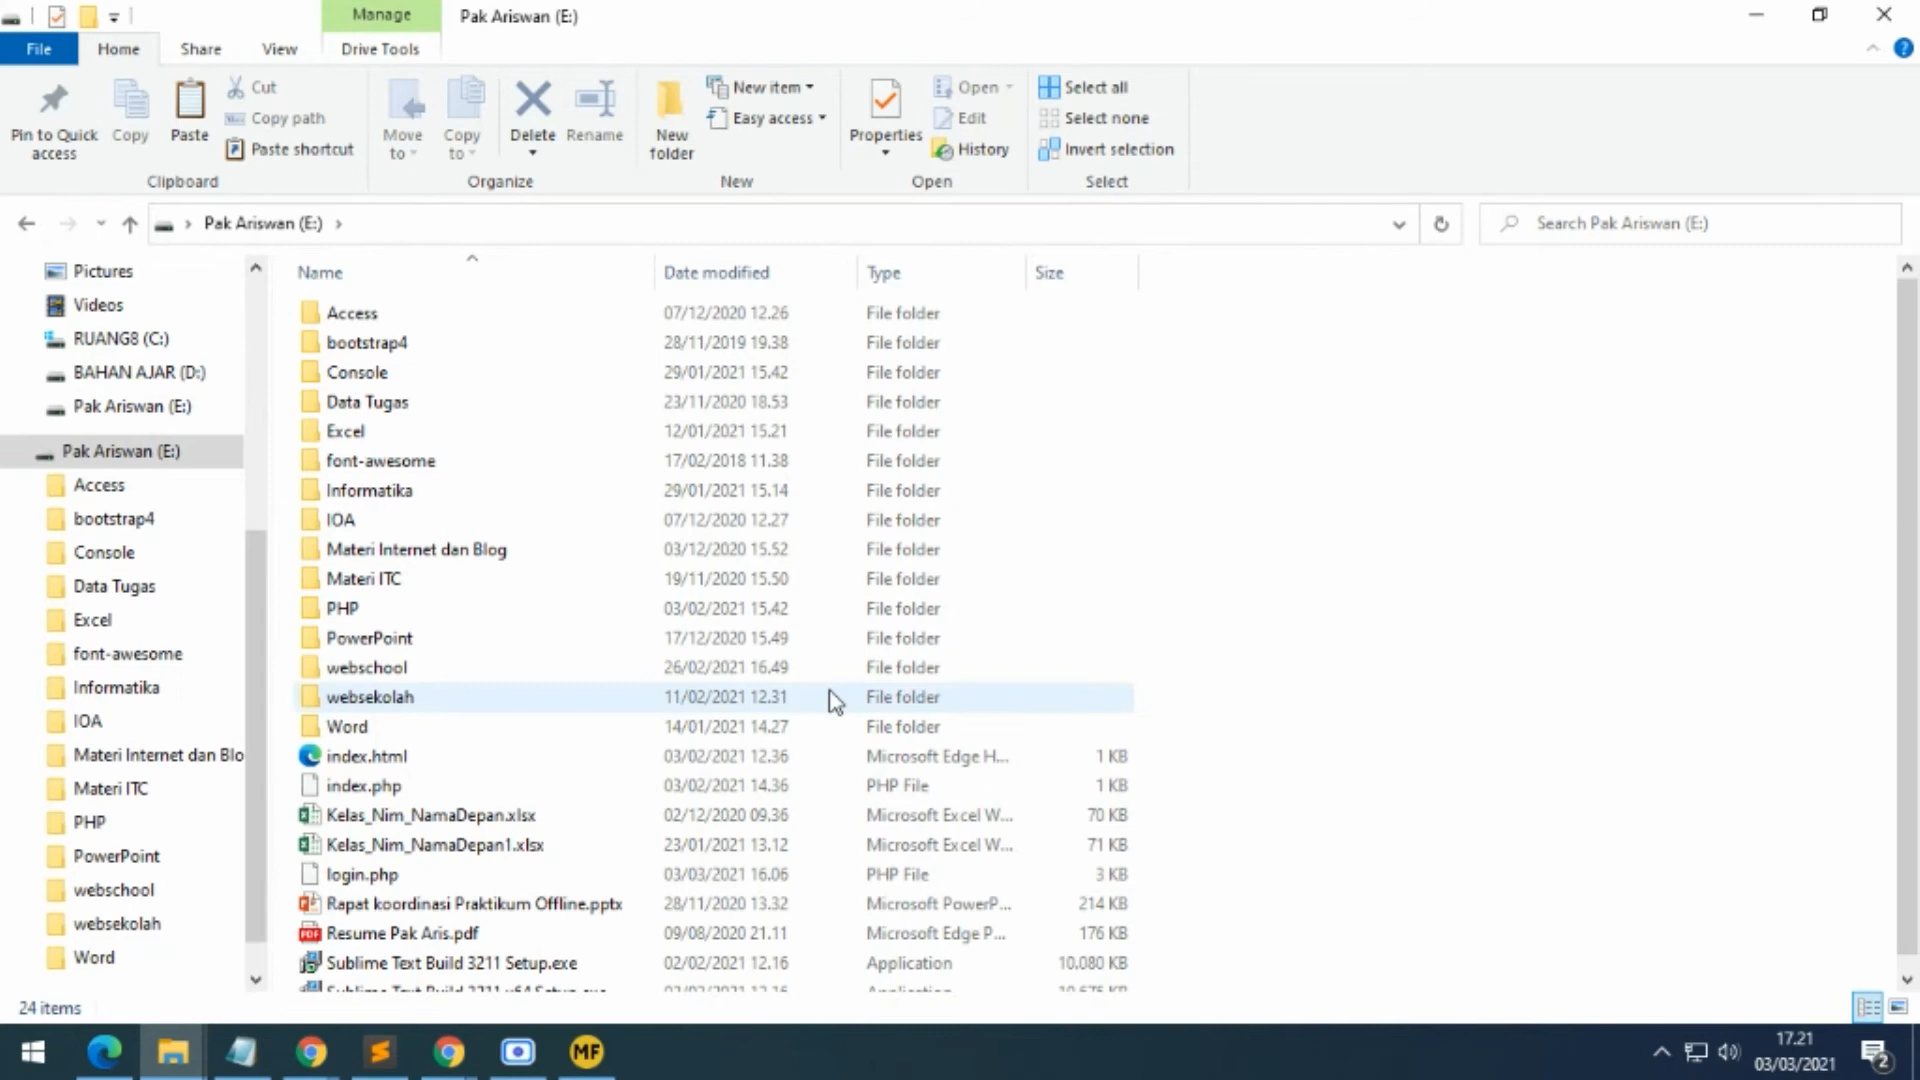 Manage
Pak Ariswan (E:)
File
Home
Share
View
Drive Tools
Pin to Quick access
Copy
Paste
Cut
Copy path
Paste shortcut
Clipboard
Move to
Copy to
Delete
Rename
Organize
New folder
New item
Easy access
New
Properties
Open
Edit
History
Open
Select all
Select none
Invert selection
Select
Pak Ariswan (E:)
Search Pak Ariswan (E:)
Pictures
Videos
RUANG8 (C:)
BAHAN AJAR (D:)
Pak Ariswan (E:)
Pak Ariswan (E:)
Access
bootstrap4
Console
Data Tugas
Excel
font-awesome
Informatika
IOA
Materi Internet dan Blo
Materi ITC
PHP
PowerPoint
webschool
websekolah
Word
Name Date modified Type Size
Access 07/12/2020 12.26 File folder
bootstrap4 28/11/2019 19.38 File folder
Console 29/01/2021 15.42 File folder
Data Tugas 23/11/2020 18.53 File folder
Excel 12/01/2021 15.21 File folder
font-awesome 17/02/2018 11.38 File folder
Informatika 29/01/2021 15.14 File folder
IOA 07/12/2020 12.27 File folder
Materi Internet dan Blog 03/12/2020 15.52 File folder
Materi ITC 19/11/2020 15.50 File folder
PHP 03/02/2021 15.42 File folder
PowerPoint 17/12/2020 15.49 File folder
webschool 26/02/2021 16.49 File folder
websekolah 11/02/2021 12.31 File folder
Word 14/01/2021 14.27 File folder
index.html 03/02/2021 12.36 Microsoft Edge H... 1 KB
index.php 03/02/2021 14.36 PHP File 1 KB
Kelas_Nim_NamaDepan.xlsx 02/12/2020 09.36 Microsoft Excel W... 70 KB
Kelas_Nim_NamaDepan1.xlsx 23/01/2021 13.12 Microsoft Excel W... 71 KB
login.php 03/03/2021 16.06 PHP File 3 KB
Rapat koordinasi Praktikum Offline.pptx 28/11/2020 13.32 Microsoft PowerP... 214 KB
Resume Pak Aris.pdf 09/08/2020 21.11 Microsoft Edge P... 176 KB
Sublime Text Build 3211 Setup.exe 02/02/2021 12.16 Application 10.080 KB
24 items
MF
17.21
03/03/2021
2